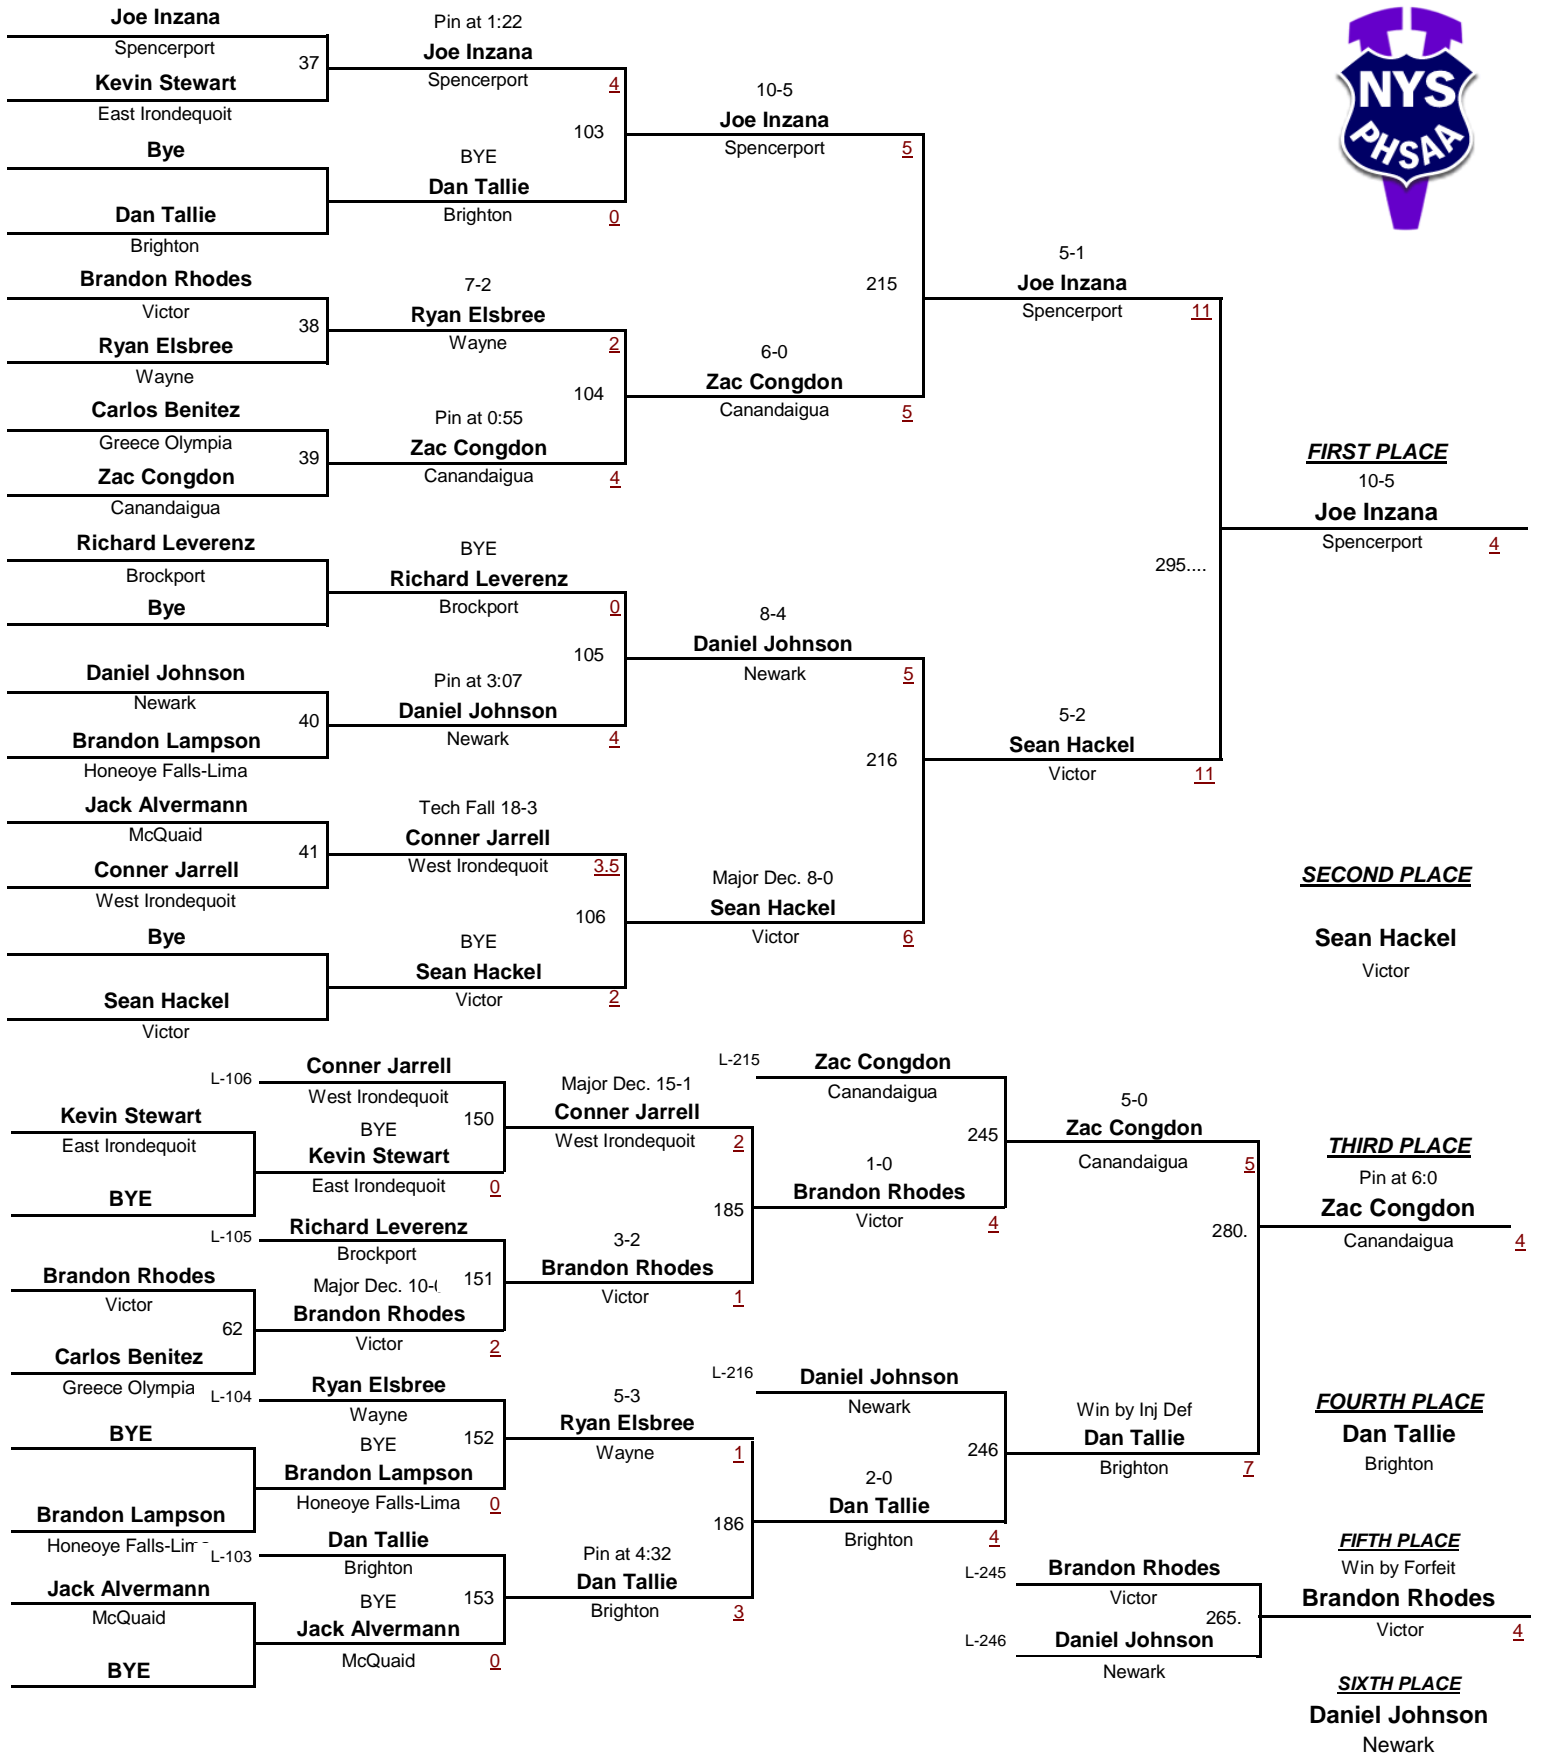 Joe Inzana
Spencerport
37
Kevin Stewart
East Irondequoit
Bye
Dan Tallie
Brighton
Brandon Rhodes
Victor
38
Ryan Elsbree
Wayne
Carlos Benitez
Greece Olympia
39
Zac Congdon
Canandaigua
Richard Leverenz
Brockport
Bye
Daniel Johnson
Newark
40
Brandon Lampson
Honeoye Falls-Lima
Jack Alvermann
McQuaid
41
Conner Jarrell
West Irondequoit
Bye
Sean Hackel
Victor
Pin at 1:22
Joe Inzana
Spencerport 4
103
BYE
Dan Tallie
Brighton 0
7-2
Ryan Elsbree
Wayne 2
104
Pin at 0:55
Zac Congdon
Canandaigua 4
BYE
Richard Leverenz
Brockport 0
105
Pin at 3:07
Daniel Johnson
Newark 4
Tech Fall 18-3
Conner Jarrell
West Irondequoit 3.5
106
BYE
Sean Hackel
Victor 2
10-5
Joe Inzana
Spencerport 5
215
6-0
Zac Congdon
Canandaigua 5
8-4
Daniel Johnson
Newark 5
216
Major Dec. 8-0
Sean Hackel
Victor 6
5-1
Joe Inzana
Spencerport 11
295....
5-2
Sean Hackel
Victor 11
NYS
PHSAA
FIRST PLACE
10-5
Joe Inzana
Spencerport 4
SECOND PLACE
Sean Hackel
Victor
Kevin Stewart
East Irondequoit
BYE
Brandon Rhodes
Victor
62
Carlos Benitez
Greece Olympia
BYE
Brandon Lampson
Honeoye Falls-Lim
Jack Alvermann
McQuaid
BYE
L-106
Conner Jarrell
West Irondequoit
150
BYE
Kevin Stewart
East Irondequoit 0
L-105
Richard Leverenz
Brockport
151
Major Dec. 10-
Brandon Rhodes
Victor 2
L-104
Ryan Elsbree
Wayne
152
BYE
Brandon Lampson
Honeoye Falls-Lima 0
L-103
Dan Tallie
Brighton
153
BYE
Jack Alvermann
McQuaid 0
Major Dec. 15-1
Conner Jarrell
West Irondequoit 2
185
3-2
Brandon Rhodes
Victor 1
5-3
Ryan Elsbree
Wayne 1
186
Pin at 4:32
Dan Tallie
Brighton 3
L-215
Zac Congdon
Canandaigua
245
1-0
Brandon Rhodes
Victor 4
L-216
Daniel Johnson
Newark
246
2-0
Dan Tallie
Brighton 4
5-0
Zac Congdon
Canandaigua 5
280.
Win by Inj Def
Dan Tallie
Brighton 7
L-245
Brandon Rhodes
Victor
265.
L-246
Daniel Johnson
Newark
THIRD PLACE
Pin at 6:0
Zac Congdon
Canandaigua 4
FOURTH PLACE
Dan Tallie
Brighton
FIFTH PLACE
Win by Forfeit
Brandon Rhodes
Victor 4
SIXTH PLACE
Daniel Johnson
Newark